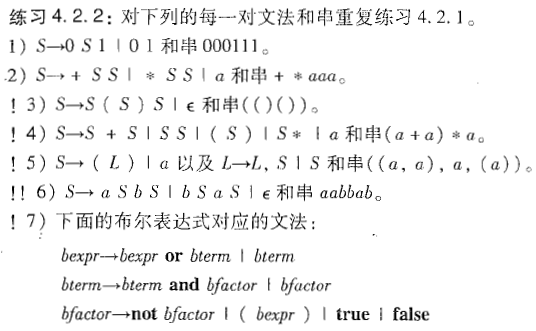 练习4.2.2：对下列的每一对文法和串重复练习4.2.1。
1) S→0 S 1 | 0 1 和串 000111。
2) S→ + S S | * S S | a 和串 + * aaa。
! 3) S→S ( S ) S | ϵ 和串(()())。
! 4) S→S + S | S S | ( S ) | S * | a 和串(a + a) * a。
! 5) S→ ( L ) | a 以及 L→L, S | S 和串((a, a), a, (a))。
!! 6) S→ a S b S | b S a S | ϵ 和串 aabbab。
! 7) 下面的布尔表达式对应的文法：
bexpr→bexpr or bterm | bterm
bterm→bterm and bfactor | bfactor
bfactor→not bfactor | ( bexpr ) | true | false